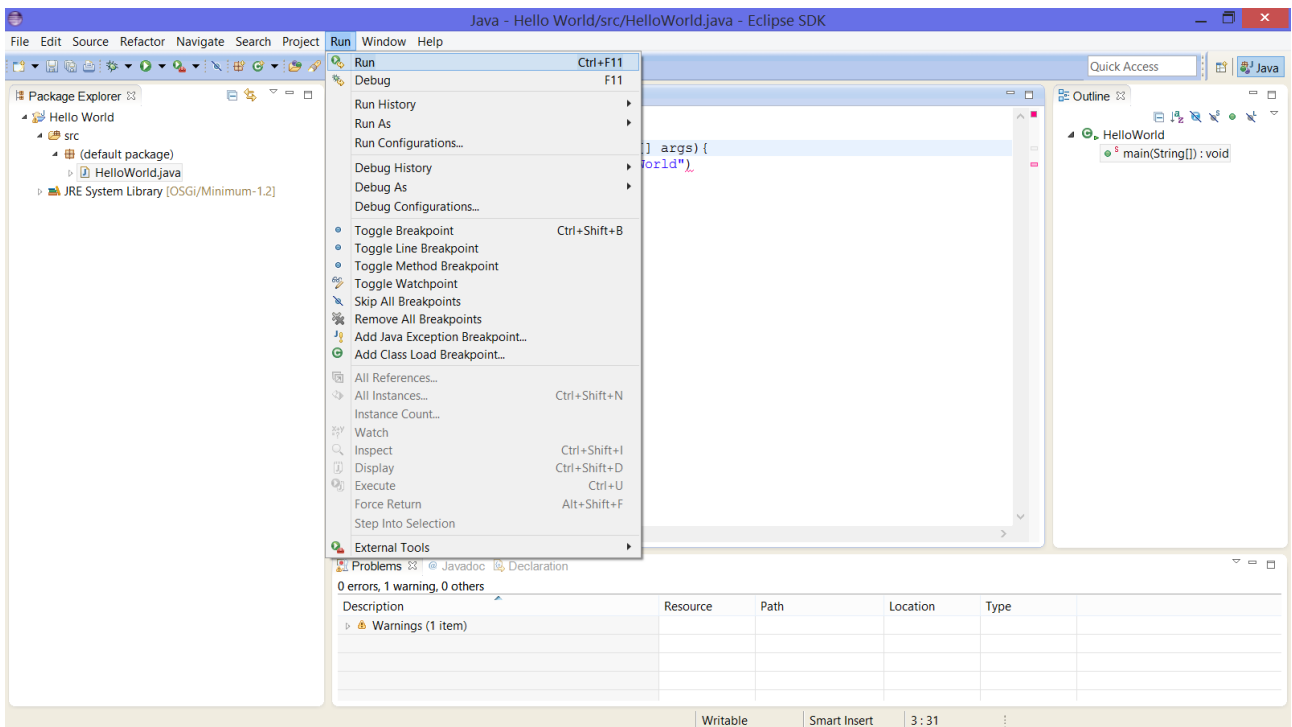 Java - Hello World/src/HelloWorld.java - Eclipse SDK
File Edit Source Refactor Navigate Search Project Run Window Help
Quick Access
Java
Package Explorer
Hello World
src
(default package)
HelloWorld.java
JRE System Library [OSGi/Minimum-1.2]
Run Ctrl+F11
Debug F11
Run History
Run As
Run Configurations...
Debug History
Debug As
Debug Configurations...
Toggle Breakpoint Ctrl+Shift+B
Toggle Line Breakpoint
Toggle Method Breakpoint
Toggle Watchpoint
Skip All Breakpoints
Remove All Breakpoints
Add Java Exception Breakpoint...
Add Class Load Breakpoint...
All References...
All Instances... Ctrl+Shift+N
Instance Count...
Watch
Inspect Ctrl+Shift+I
Display Ctrl+Shift+D
Execute Ctrl+U
Force Return Alt+Shift+F
Step Into Selection
External Tools
] args){
World")
Outline
HelloWorld
main(String[]) : void
Problems @ Javadoc Declaration
0 errors, 1 warning, 0 others
Description Resource Path Location Type
Warnings (1 item)
Writable Smart Insert 3 : 31